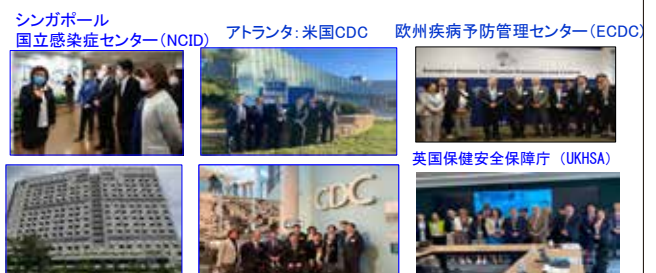 シンガポール
国立感染症センター（NCID）
アトランタ：米国CDC
欧州疾病予防管理センター（ECDC）
英国保健安全保障庁 （UKHSA）
CDC